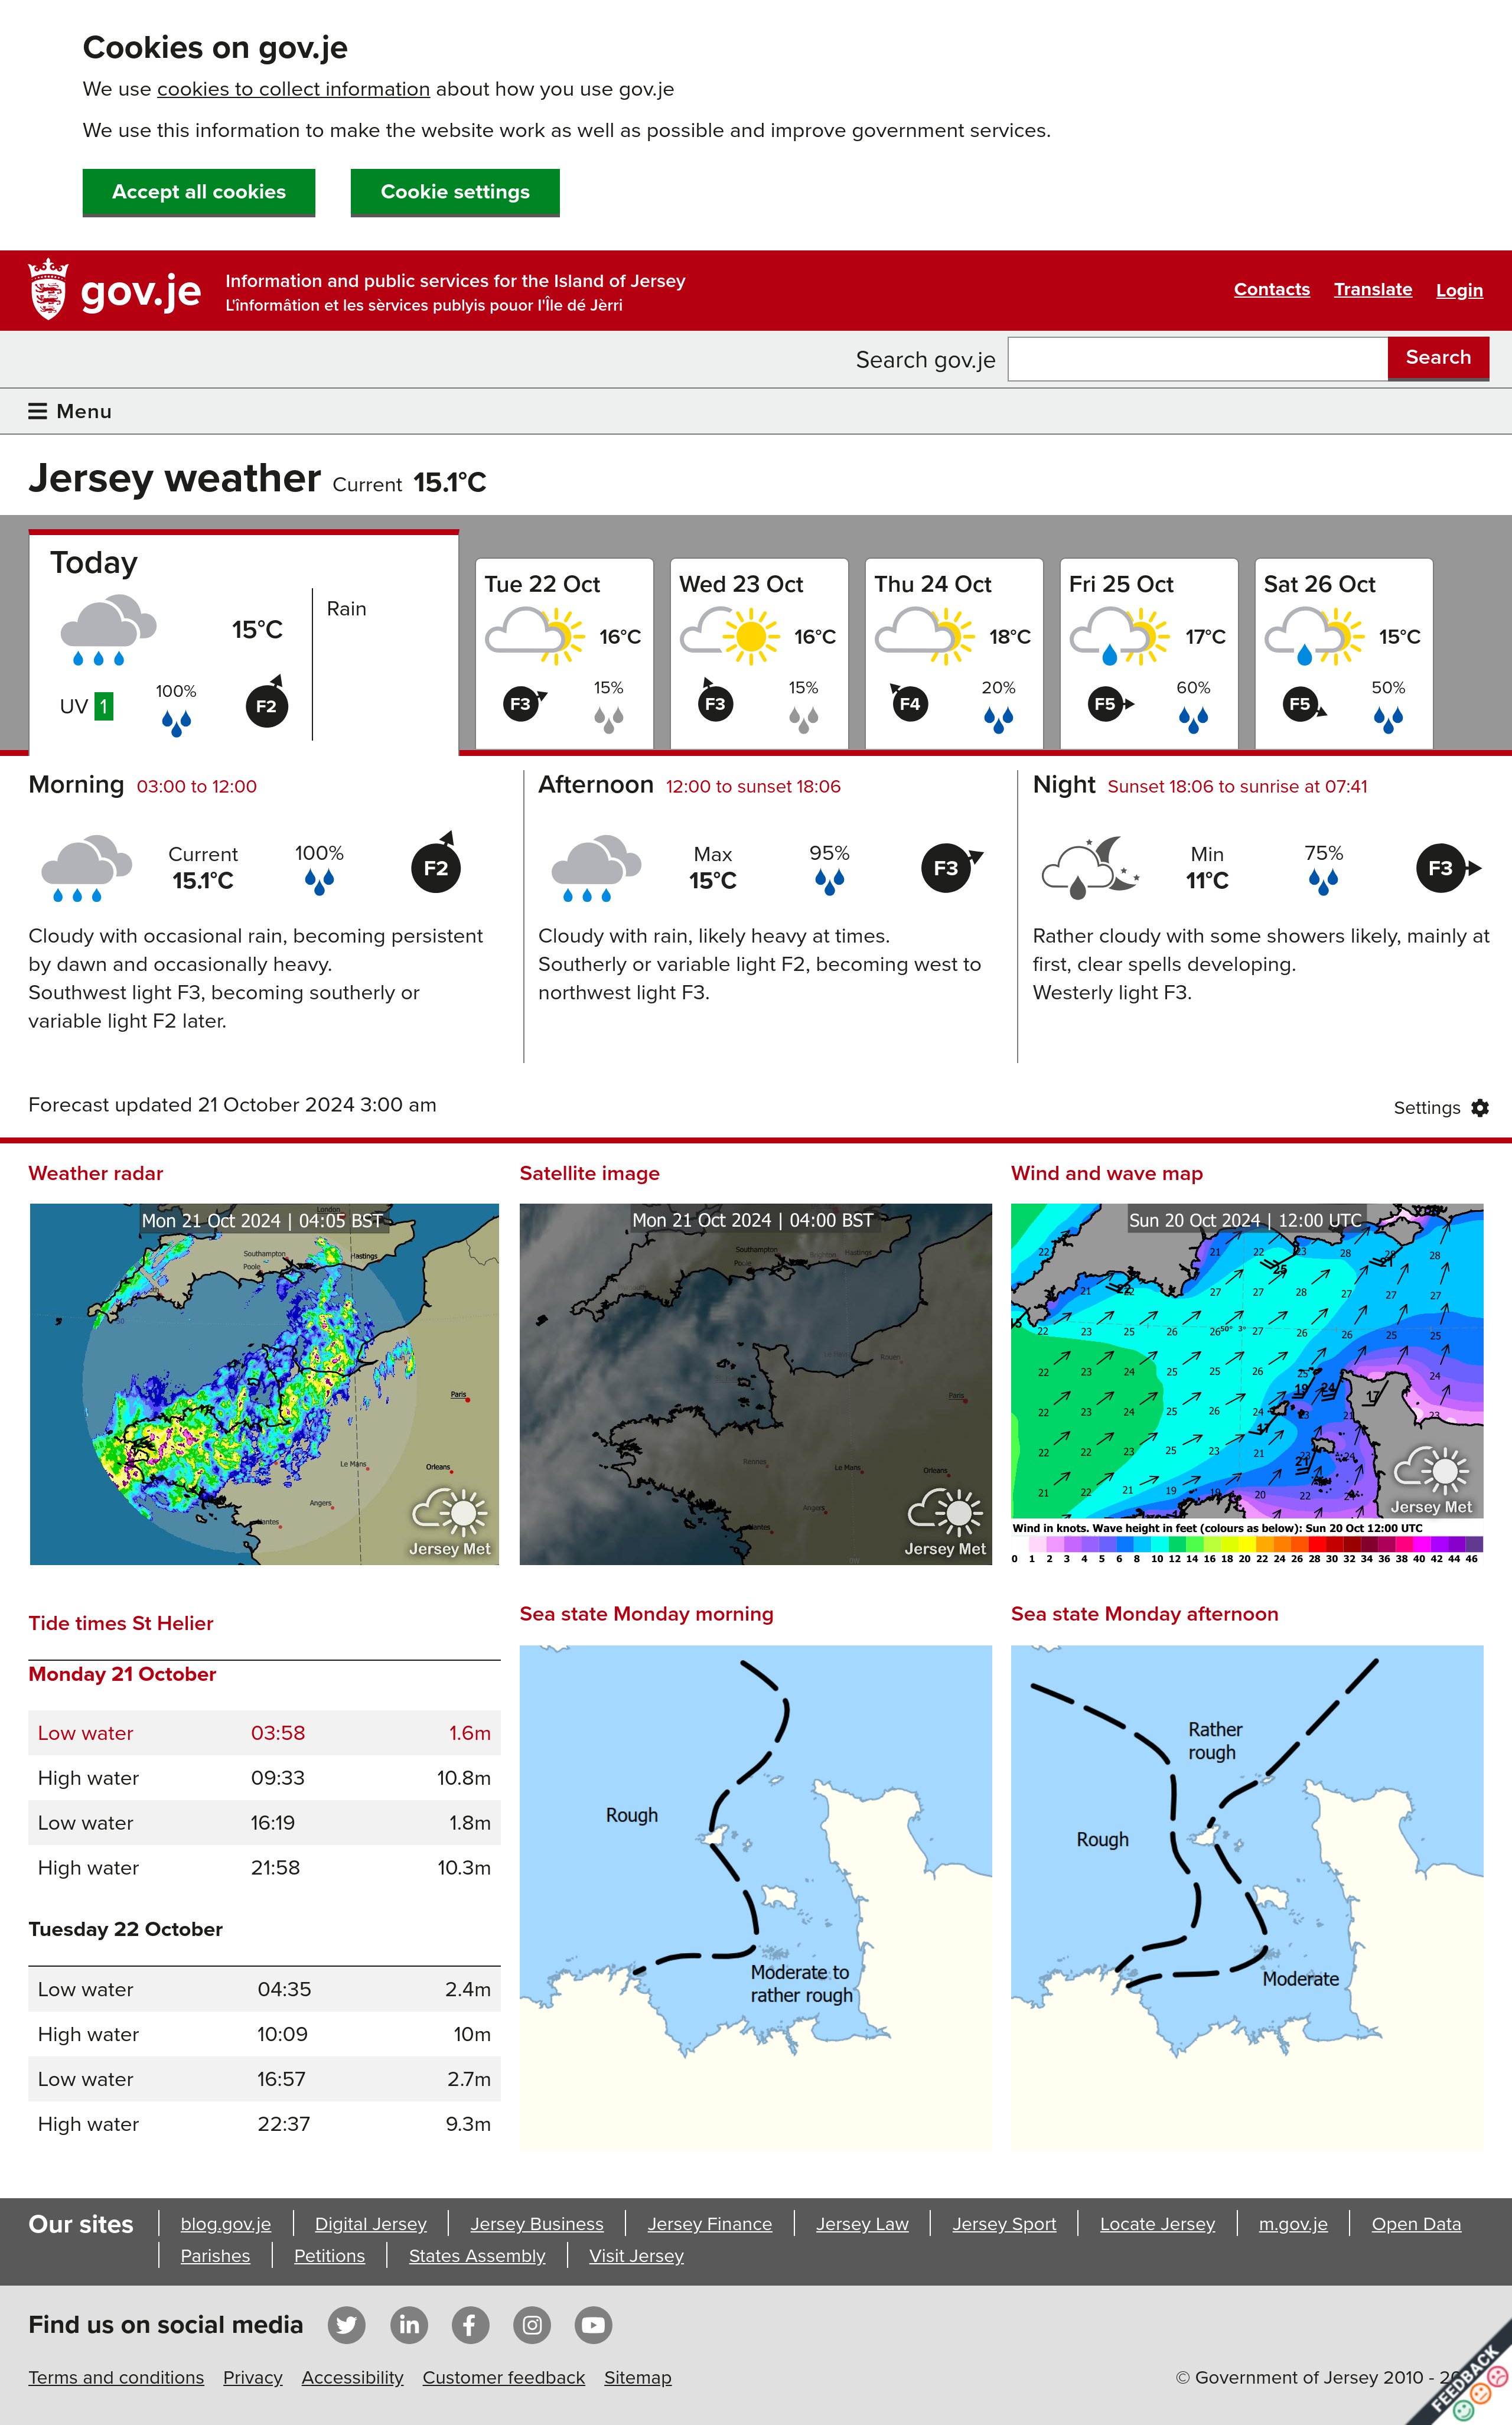 Cookies on gov.je
We use cookies to collect information about how you use gov.je
We use this information to make the website work as well as possible and improve government services.
Accept all cookies
Cookie settings
gov.je
Information and public services for the Island of Jersey
L'înformâtion et les sèrvices publyis pouor l'Île dé Jèrri
Contacts
Translate
Login
Search gov.je
Search
Menu
Jersey weather Current 15.1°C
Today
15°C
Rain
UV 1
100%
F2
Tue 22 Oct
16°C
F3
15%
Wed 23 Oct
16°C
F3
15%
Thu 24 Oct
18°C
F4
20%
Fri 25 Oct
17°C
F5
60%
Sat 26 Oct
15°C
F5
50%
Morning 03:00 to 12:00
Current
15.1°C
100%
F2
Cloudy with occasional rain, becoming persistent
by dawn and occasionally heavy.
Southwest light F3, becoming southerly or
variable light F2 later.
Afternoon 12:00 to sunset 18:06
Max
15°C
95%
F3
Cloudy with rain, likely heavy at times.
Southerly or variable light F2, becoming west to
northwest light F3.
Night Sunset 18:06 to sunrise at 07:41
Min
11°C
75%
F3
Rather cloudy with some showers likely, mainly at
first, clear spells developing.
Westerly light F3.
Forecast updated 21 October 2024 3:00 am
Settings
Weather radar
Mon 21 Oct 2024 | 04:05 BST
London
Southampton
Poole
Hastings
Paris
Le Mans
Orleans
Angers
Nantes
Jersey Met
Satellite image
Mon 21 Oct 2024 | 04:00 BST
Southampton
Poole
Hastings
Rouen
Paris
Rennes
Le Mans
Orleans
Angers
Nantes
Jersey Met
Wind and wave map
Sun 20 Oct 2024 | 12:00 UTC
Jersey Met
Wind in knots. Wave height in feet (colours as below): Sun 20 Oct 12:00 UTC
0 1 2 3 4 5 6 8 10 12 14 16 18 20 22 24 26 28 30 32 34 36 38 40 42 44 46
Tide times St Helier
Monday 21 October
Low water 03:58 1.6m
High water 09:33 10.8m
Low water 16:19 1.8m
High water 21:58 10.3m
Tuesday 22 October
Low water 04:35 2.4m
High water 10:09 10m
Low water 16:57 2.7m
High water 22:37 9.3m
Sea state Monday morning
Rough
Moderate to
rather rough
Sea state Monday afternoon
Rather
rough
Rough
Moderate
Our sites
blog.gov.je
Digital Jersey
Jersey Business
Jersey Finance
Jersey Law
Jersey Sport
Locate Jersey
m.gov.je
Open Data
Parishes
Petitions
States Assembly
Visit Jersey
Find us on social media
Terms and conditions
Privacy
Accessibility
Customer feedback
Sitemap
© Government of Jersey 2010 -
FEEDBACK